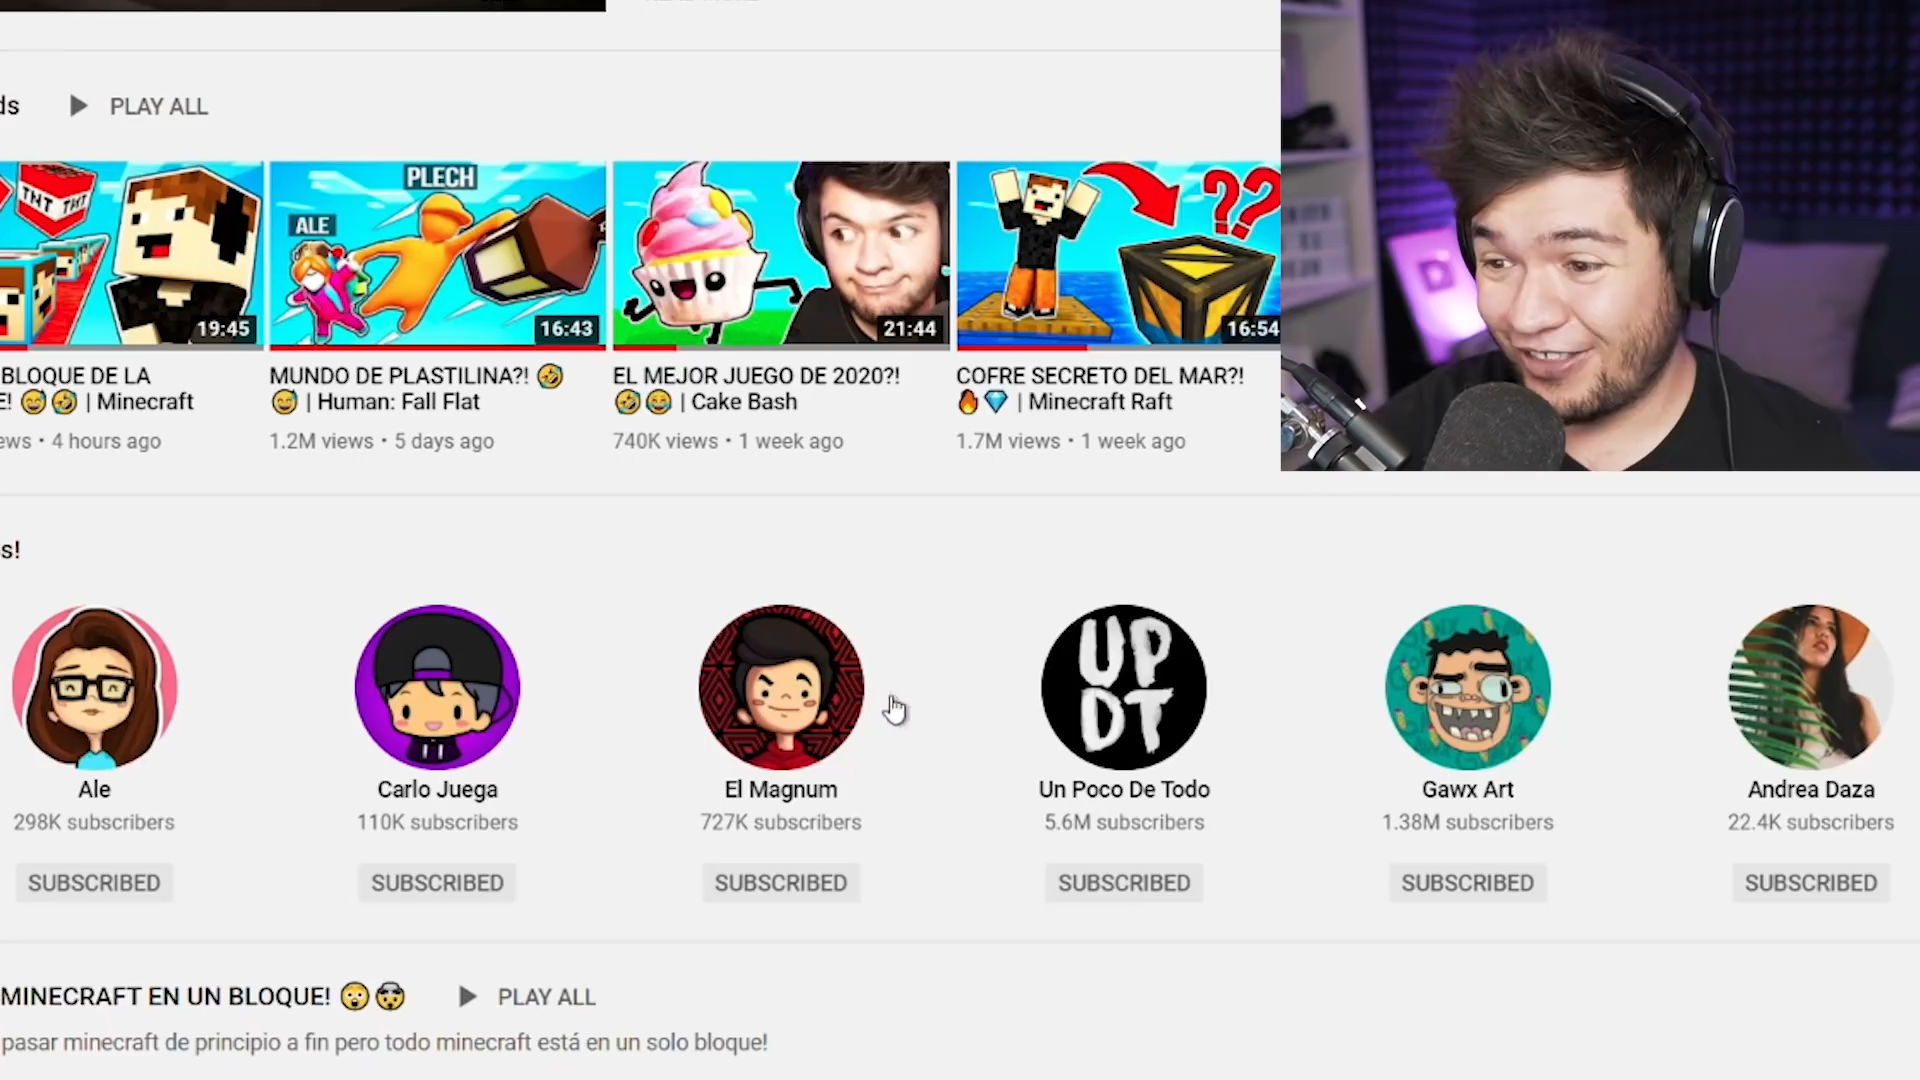 ds
PLAY ALL
TNT TNT
19:45
BLOQUE DE LA
E! 😅🤣 | Minecraft
ews • 4 hours ago
PLECH
ALE
16:43
MUNDO DE PLASTILINA?! 🤣
😅 | Human: Fall Flat
1.2M views • 5 days ago
21:44
EL MEJOR JUEGO DE 2020?!
🤣😂 | Cake Bash
740K views • 1 week ago
??
16:54
COFRE SECRETO DEL MAR?!
🔥💎 | Minecraft Raft
1.7M views • 1 week ago
D
s!
Ale
298K subscribers
SUBSCRIBED
Carlo Juega
110K subscribers
SUBSCRIBED
El Magnum
727K subscribers
SUBSCRIBED
UP
DT
Un Poco De Todo
5.6M subscribers
SUBSCRIBED
Gawx Art
1.38M subscribers
SUBSCRIBED
Andrea Daza
22.4K subscribers
SUBSCRIBED
MINECRAFT EN UN BLOQUE! 😲🤯
PLAY ALL
pasar minecraft de principio a fin pero todo minecraft está en un solo bloque!